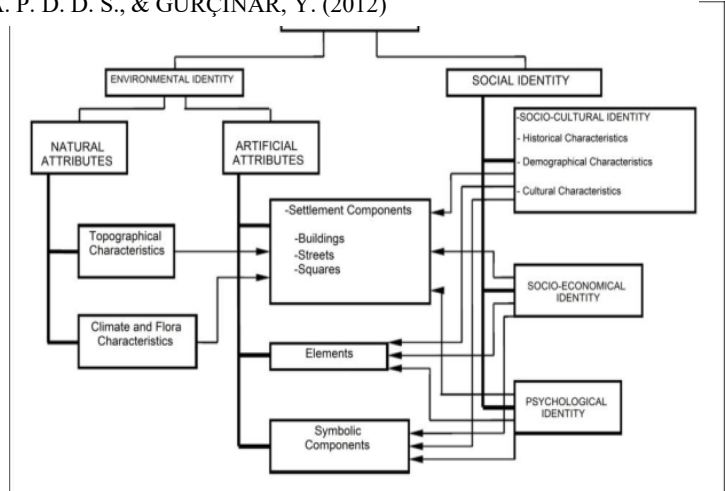 A. P. D. D. S., & GÜRÇINAR, Y. (2012)
ENVIRONMENTAL IDENTITY
SOCIAL IDENTITY
NATURAL
ATTRIBUTES
ARTIFICIAL
ATTRIBUTES
-SOCIO-CULTURAL IDENTITY
- Historical Characteristics
- Demographical Characteristics
- Cultural Characteristics
-Settlement Components
-Buildings
-Streets
-Squares
Topographical
Characteristics
SOCIO-ECONOMICAL
IDENTITY
Climate and Flora
Characteristics
Elements
PSYCHOLOGICAL
IDENTITY
Symbolic
Components